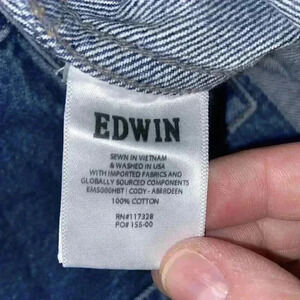 EDWIN
SEWN IN VIETNAM
& WASHED IN USA
WITH IMPORTED FABRICS AND
GLOBALLY SOURCED COMPONENTS
EMS000HBT | CODY - ABERDEEN
100% COTTON
RN#117328
PO# 155-00